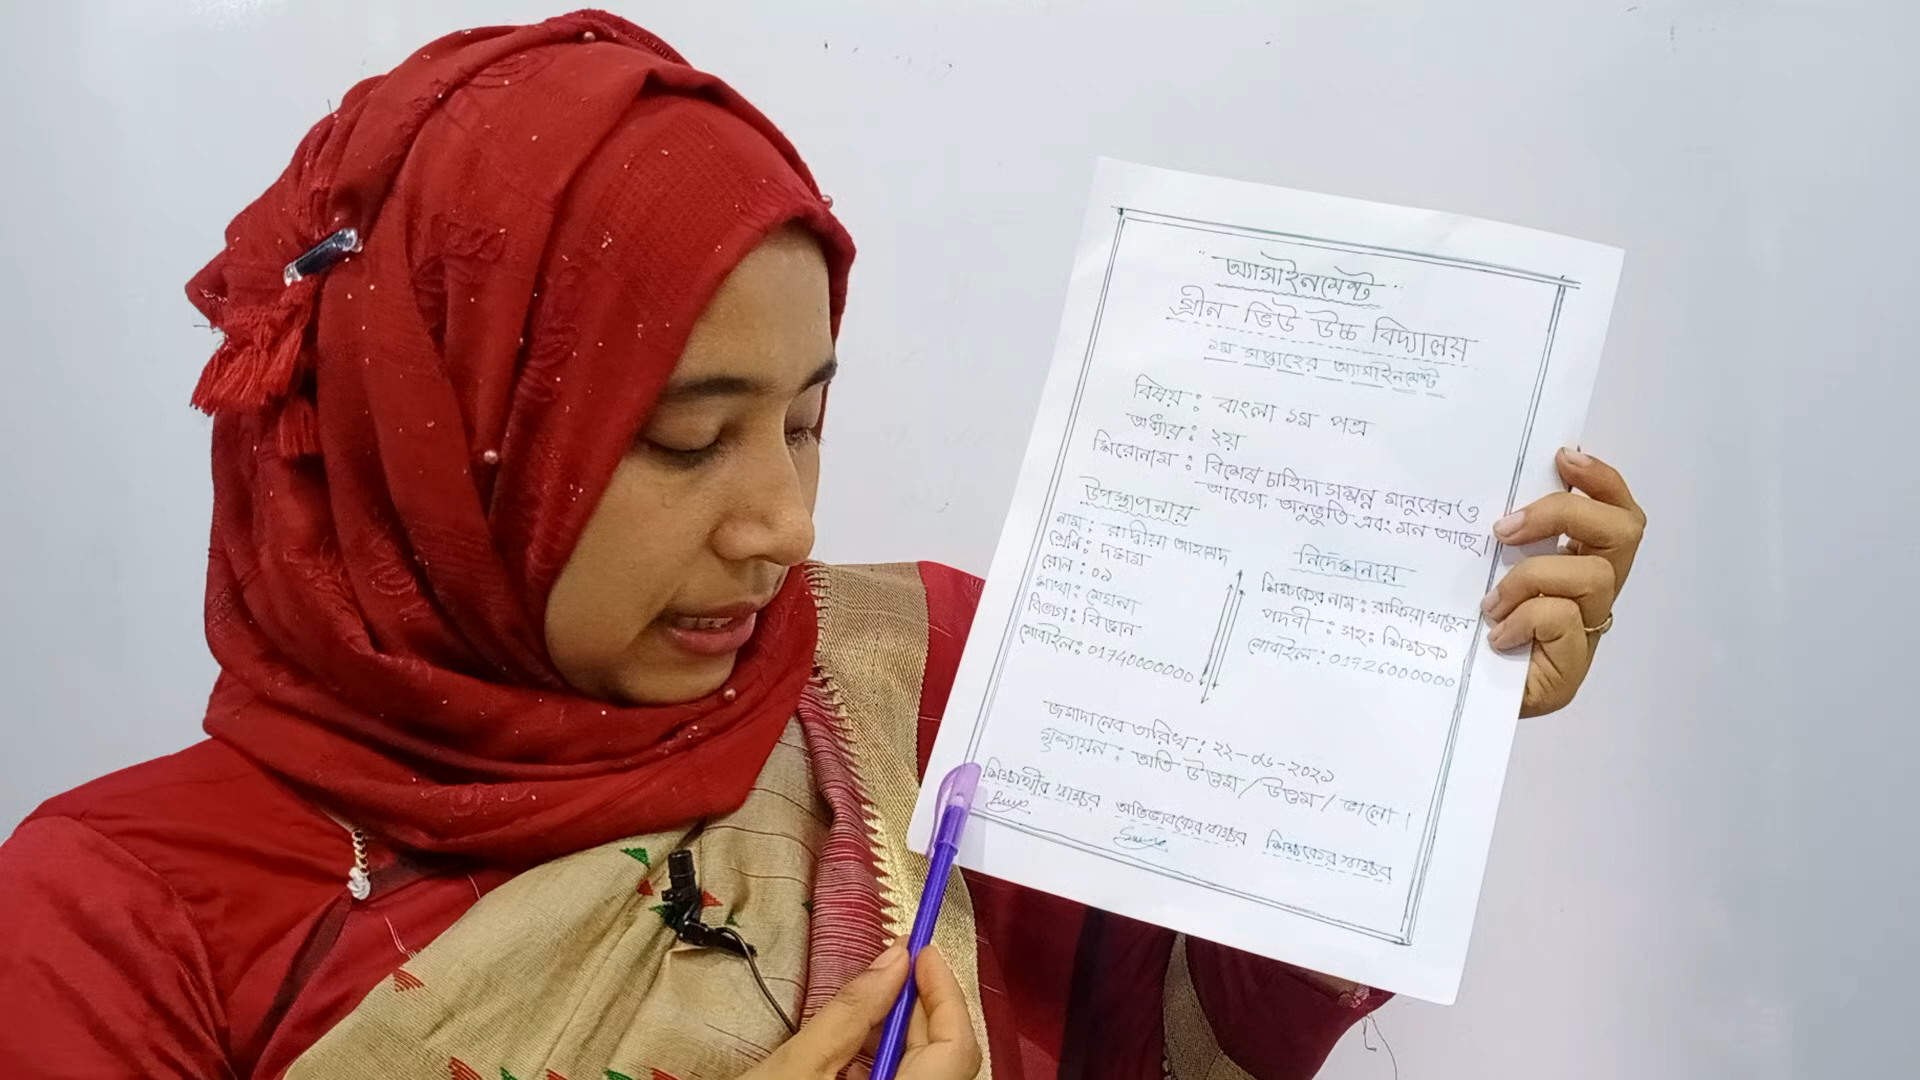 "অ্যাসাইনমেন্ট"
গ্রীন ভিউ উচ্চ বিদ্যালয়
১ম সপ্তাহের অ্যাসাইনমেন্ট
বিষয় : বাংলা ১ম পত্র
অধ্যায় : ২য়
শিরোনাম : বিশেষ চাহিদা সম্পন্ন মানুষের ও
আবেগ, অনুভূতি এবং মন আছে।
উপস্থাপনায়
নাম : রাদ্বীয়া আহমেদ
শ্রেনি : দশম
রোল : ০১
শাখা : মেঘনা
বিভাগ : বিজ্ঞান
মোবাইল : 01740000000
নির্দেশনায়
শিক্ষকের নাম : রাফিয়া খাতুন
পদবী : সহঃ শিক্ষক
মোবাইল : 01726000000
জমাদানের তারিখ : ২২-০৬-২০২১
মূল্যায়ন : অতি উত্তম / উত্তম / ভালো।
শিক্ষার্থীর স্বাক্ষর
অভিভাবকের স্বাক্ষর
শিক্ষকের স্বাক্ষর